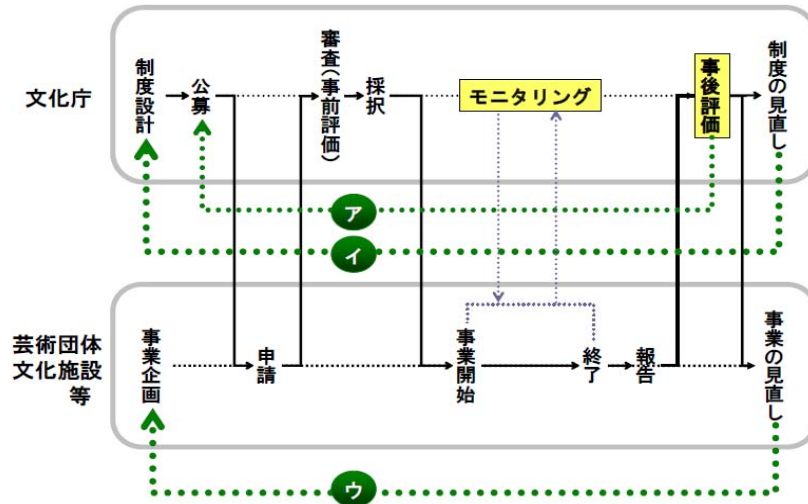 文化庁
制度設計
公募
審査(事前評価)
採択
モニタリング
事後評価
制度の見直し
ア
イ
芸術団体
文化施設
等
事業企画
申請
事業開始
終了
報告
事業の見直し
ウ